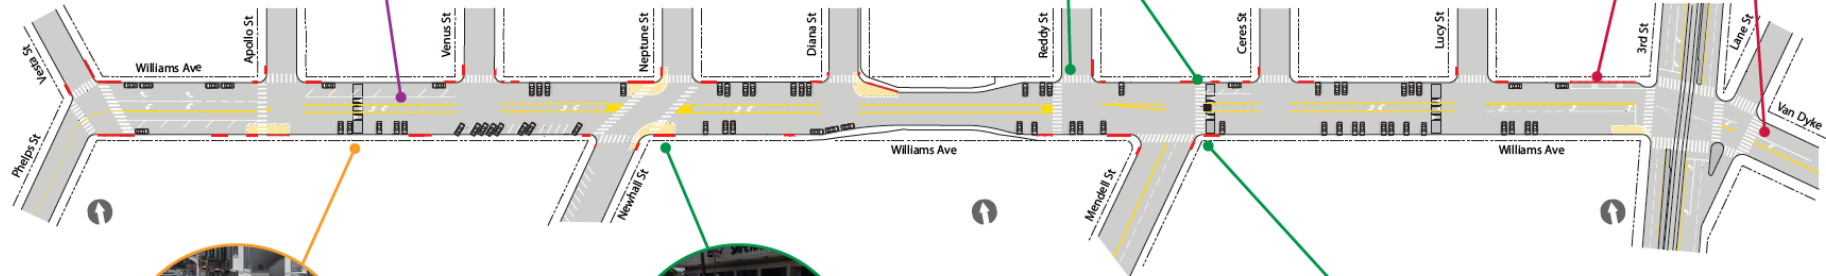 Vesta St
Williams Ave
Apollo St
Venus St
Neptune St
Diana St
Reddy St
Ceres St
Lucy St
3rd St
Lane St
Van Dyke
Phelps St
Newhall St
Williams Ave
Mendell St
Williams Ave